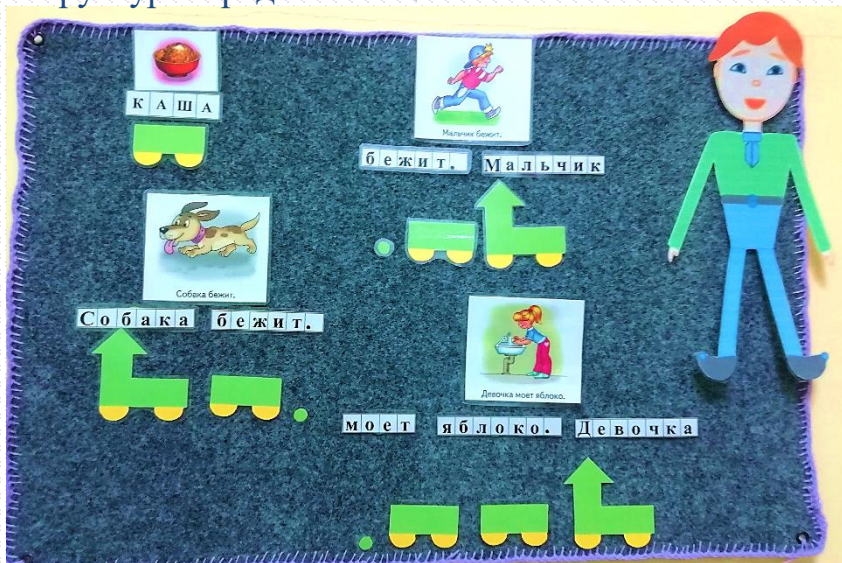 КАША
Мальчик бежит.
бежит. Мальчик
Собака бежит.
Собака бежит.
Девочка моет яблоко.
моет яблоко. Девочка